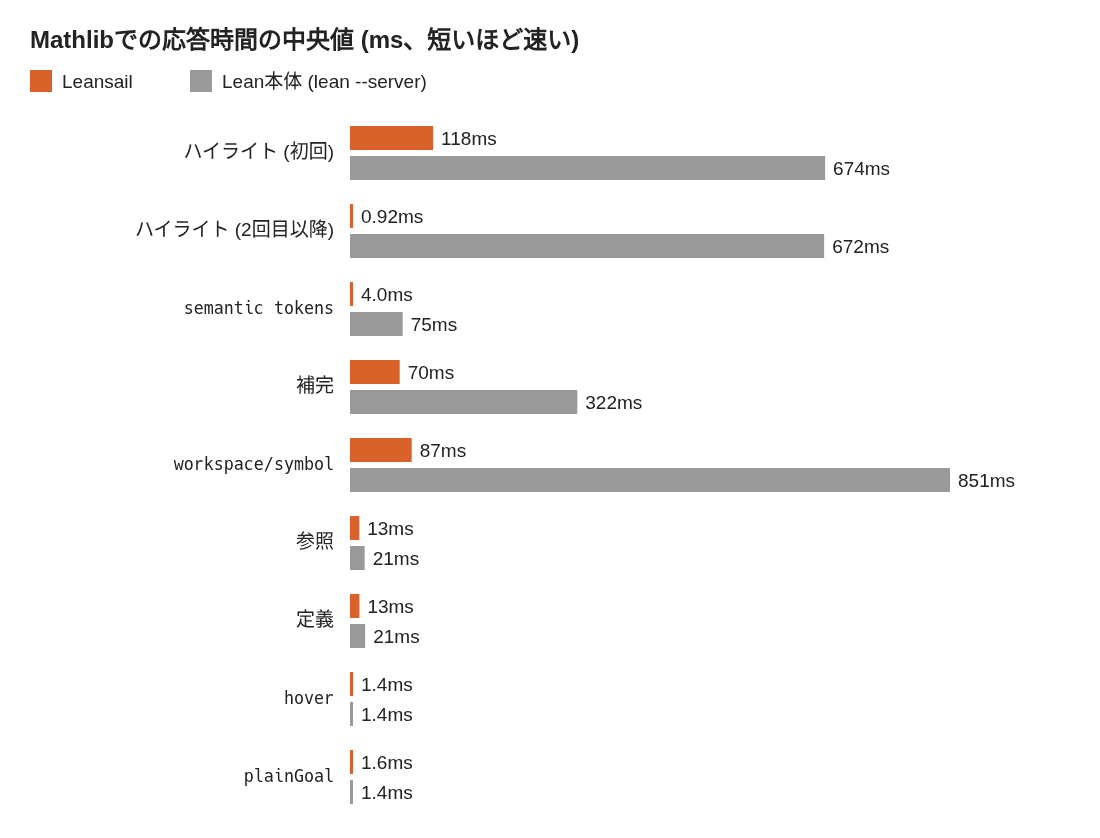 Mathlibでの応答時間の中央値 (ms、短いほど速い)
Leansail
Lean本体 (lean --server)
ハイライト (初回)
118ms
674ms
ハイライト (2回目以降)
0.92ms
672ms
semantic tokens
4.0ms
75ms
補完
70ms
322ms
workspace/symbol
87ms
851ms
参照
13ms
21ms
定義
13ms
21ms
hover
1.4ms
1.4ms
plainGoal
1.6ms
1.4ms